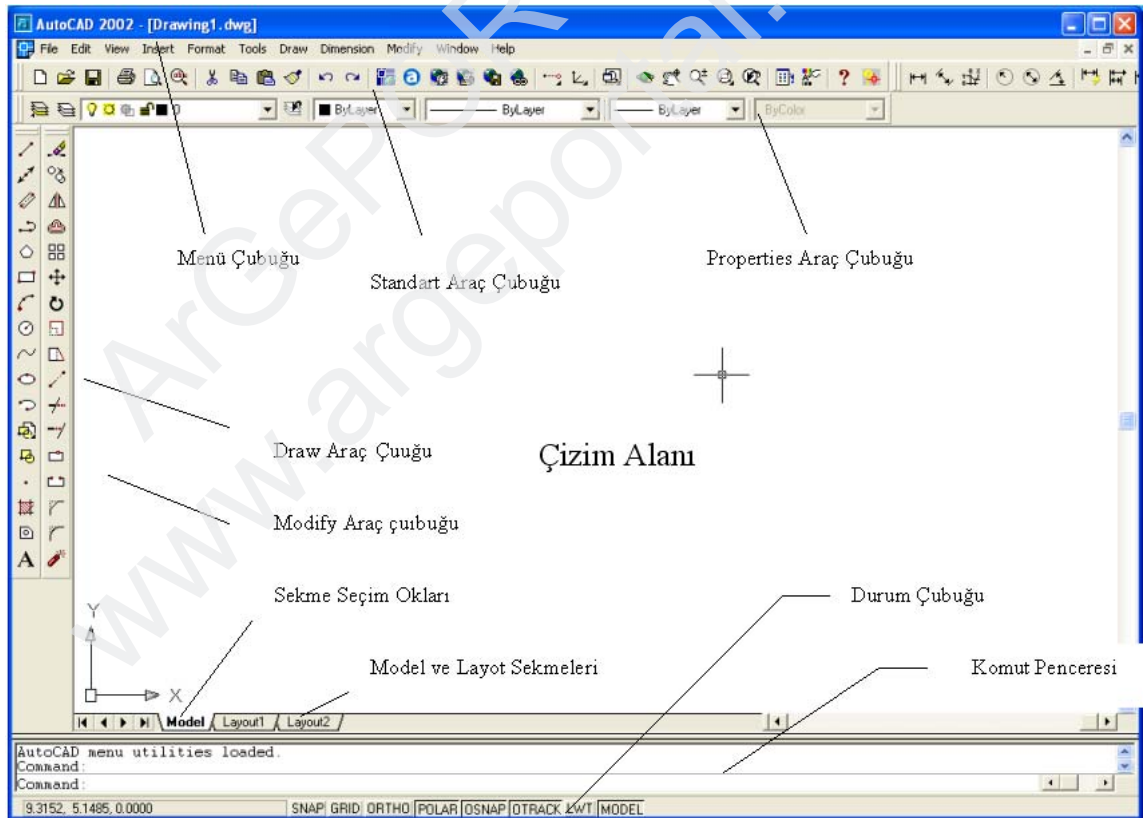 AutoCAD 2002 - [Drawing1.dwg]
File Edit View Insert Format Tools Draw Dimension Modify Window Help
0 ByLayer ByLayer ByLayer ByColor
Menü Çubuğu
Standart Araç Çubuğu
Properties Araç Çubuğu
Draw Araç Çuuğu
Çizim Alanı
Modify Araç çuıbuğu
Sekme Seçim Okları
Durum Çubuğu
Model ve Layot Sekmeleri
Komut Penceresi
Y
X
Model Layout1 Layout2
AutoCAD menu utilities loaded.
Command:
Command:
9.3152, 5.1485, 0.0000 SNAP GRID ORTHO POLAR OSNAP OTRACK LWT MODEL